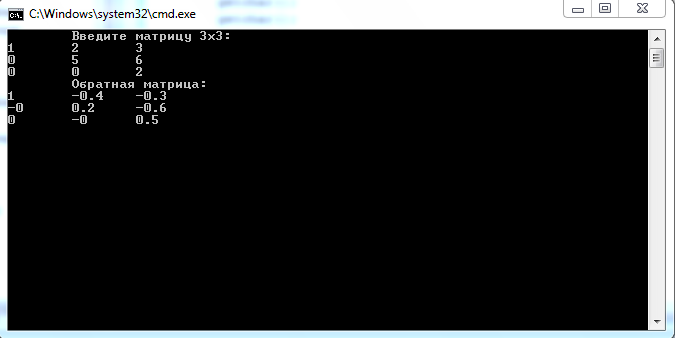 C:\Windows\system32\cmd.exe
Введите матрицу 3х3:
1 2 3
0 5 6
0 0 2
Обратная матрица:
1 -0.4 -0.3
-0 0.2 -0.6
0 -0 0.5